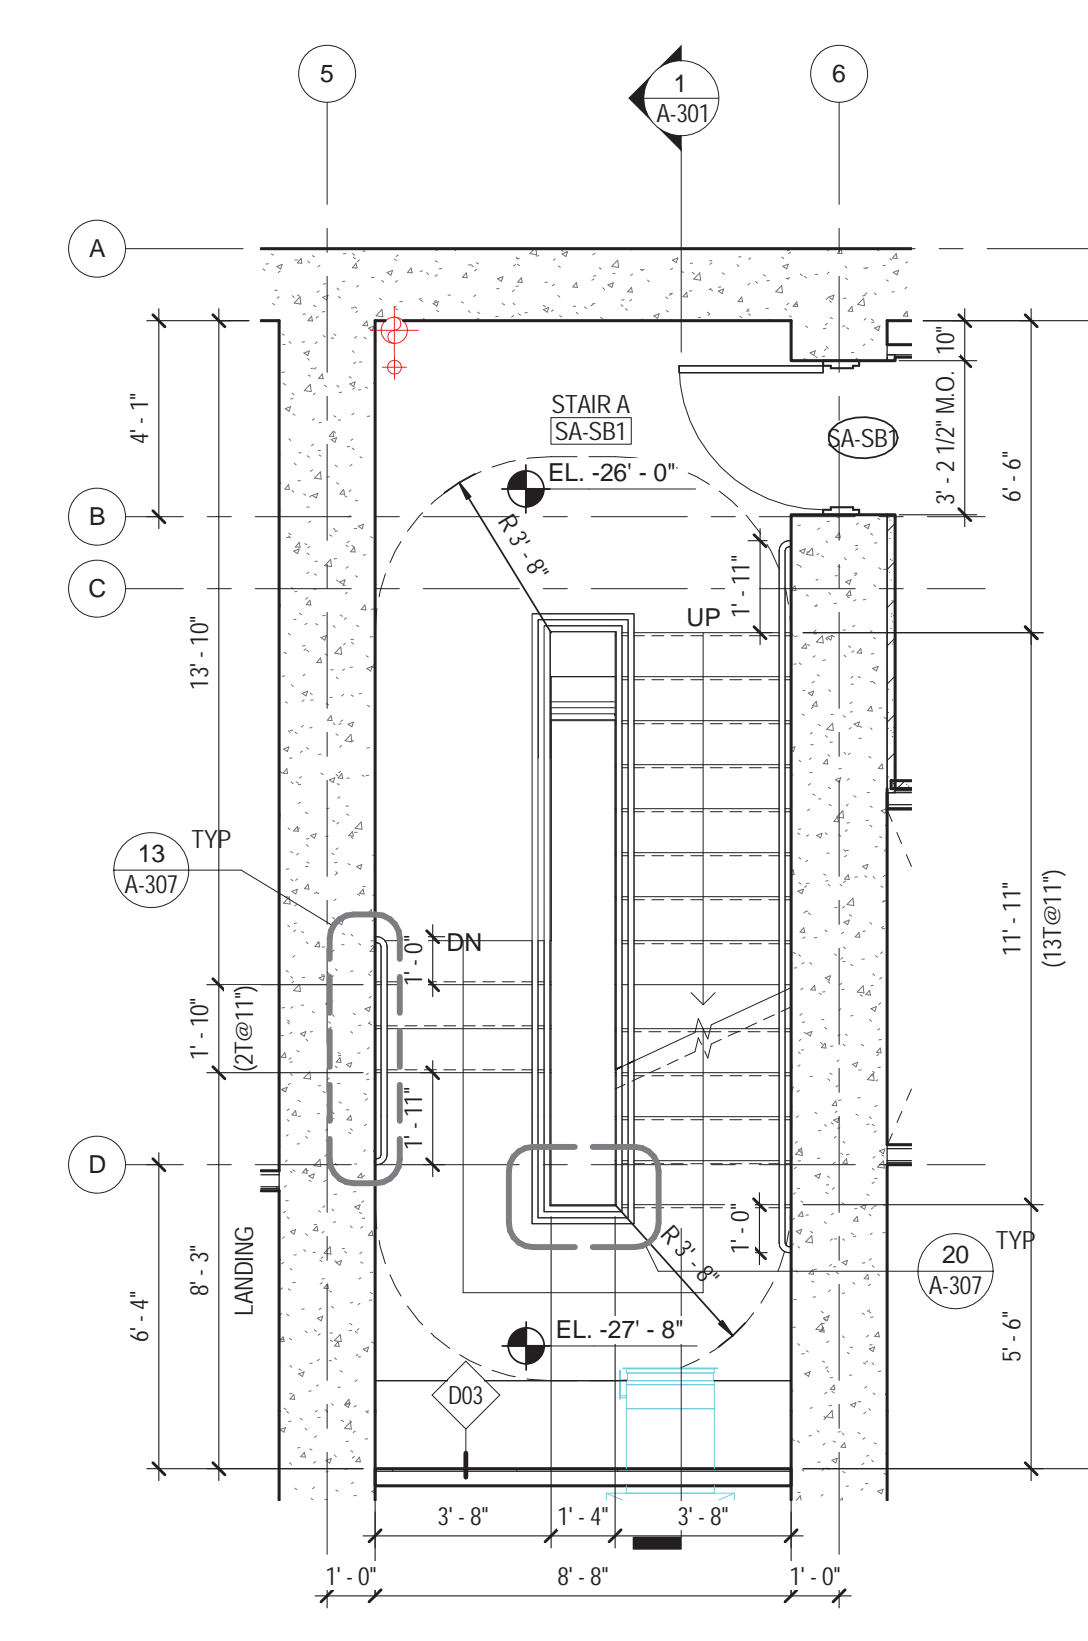 5
1
A-301
6
A
10"
4' - 1"
STAIR A
SA-SB1
3' - 2 1/2" M.O.
SA-SB1
6' - 6"
EL. -26' - 0"
B
R 3' - 8"
C
1' - 11"
UP
13' - 10"
TYP
13
A-307
11' - 11"
(13T@11")
DN
1' - 0"
1' - 10"
(2T@11")
1' - 11"
D
LANDING
8' - 3"
6' - 4"
1' - 0"
R 3' - 8"
TYP
20
A-307
5' - 6"
EL. -27' - 8"
D03
3' - 8"
1' - 4"
3' - 8"
1' - 0"
8' - 8"
1' - 0"